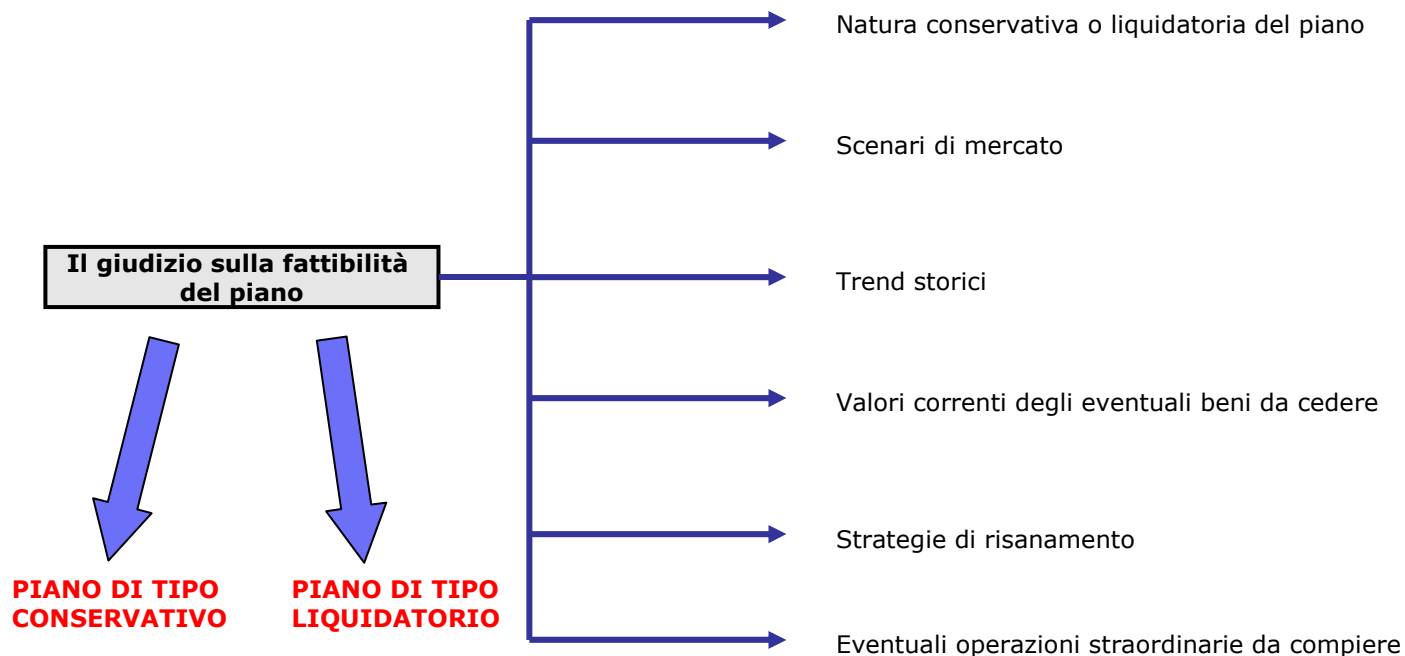 Natura conservativa o liquidatoria del piano
Scenari di mercato
Il giudizio sulla fattibilità
del piano
Trend storici
Valori correnti degli eventuali beni da cedere
Strategie di risanamento
PIANO DI TIPO
CONSERVATIVO
PIANO DI TIPO
LIQUIDATORIO
Eventuali operazioni straordinarie da compiere